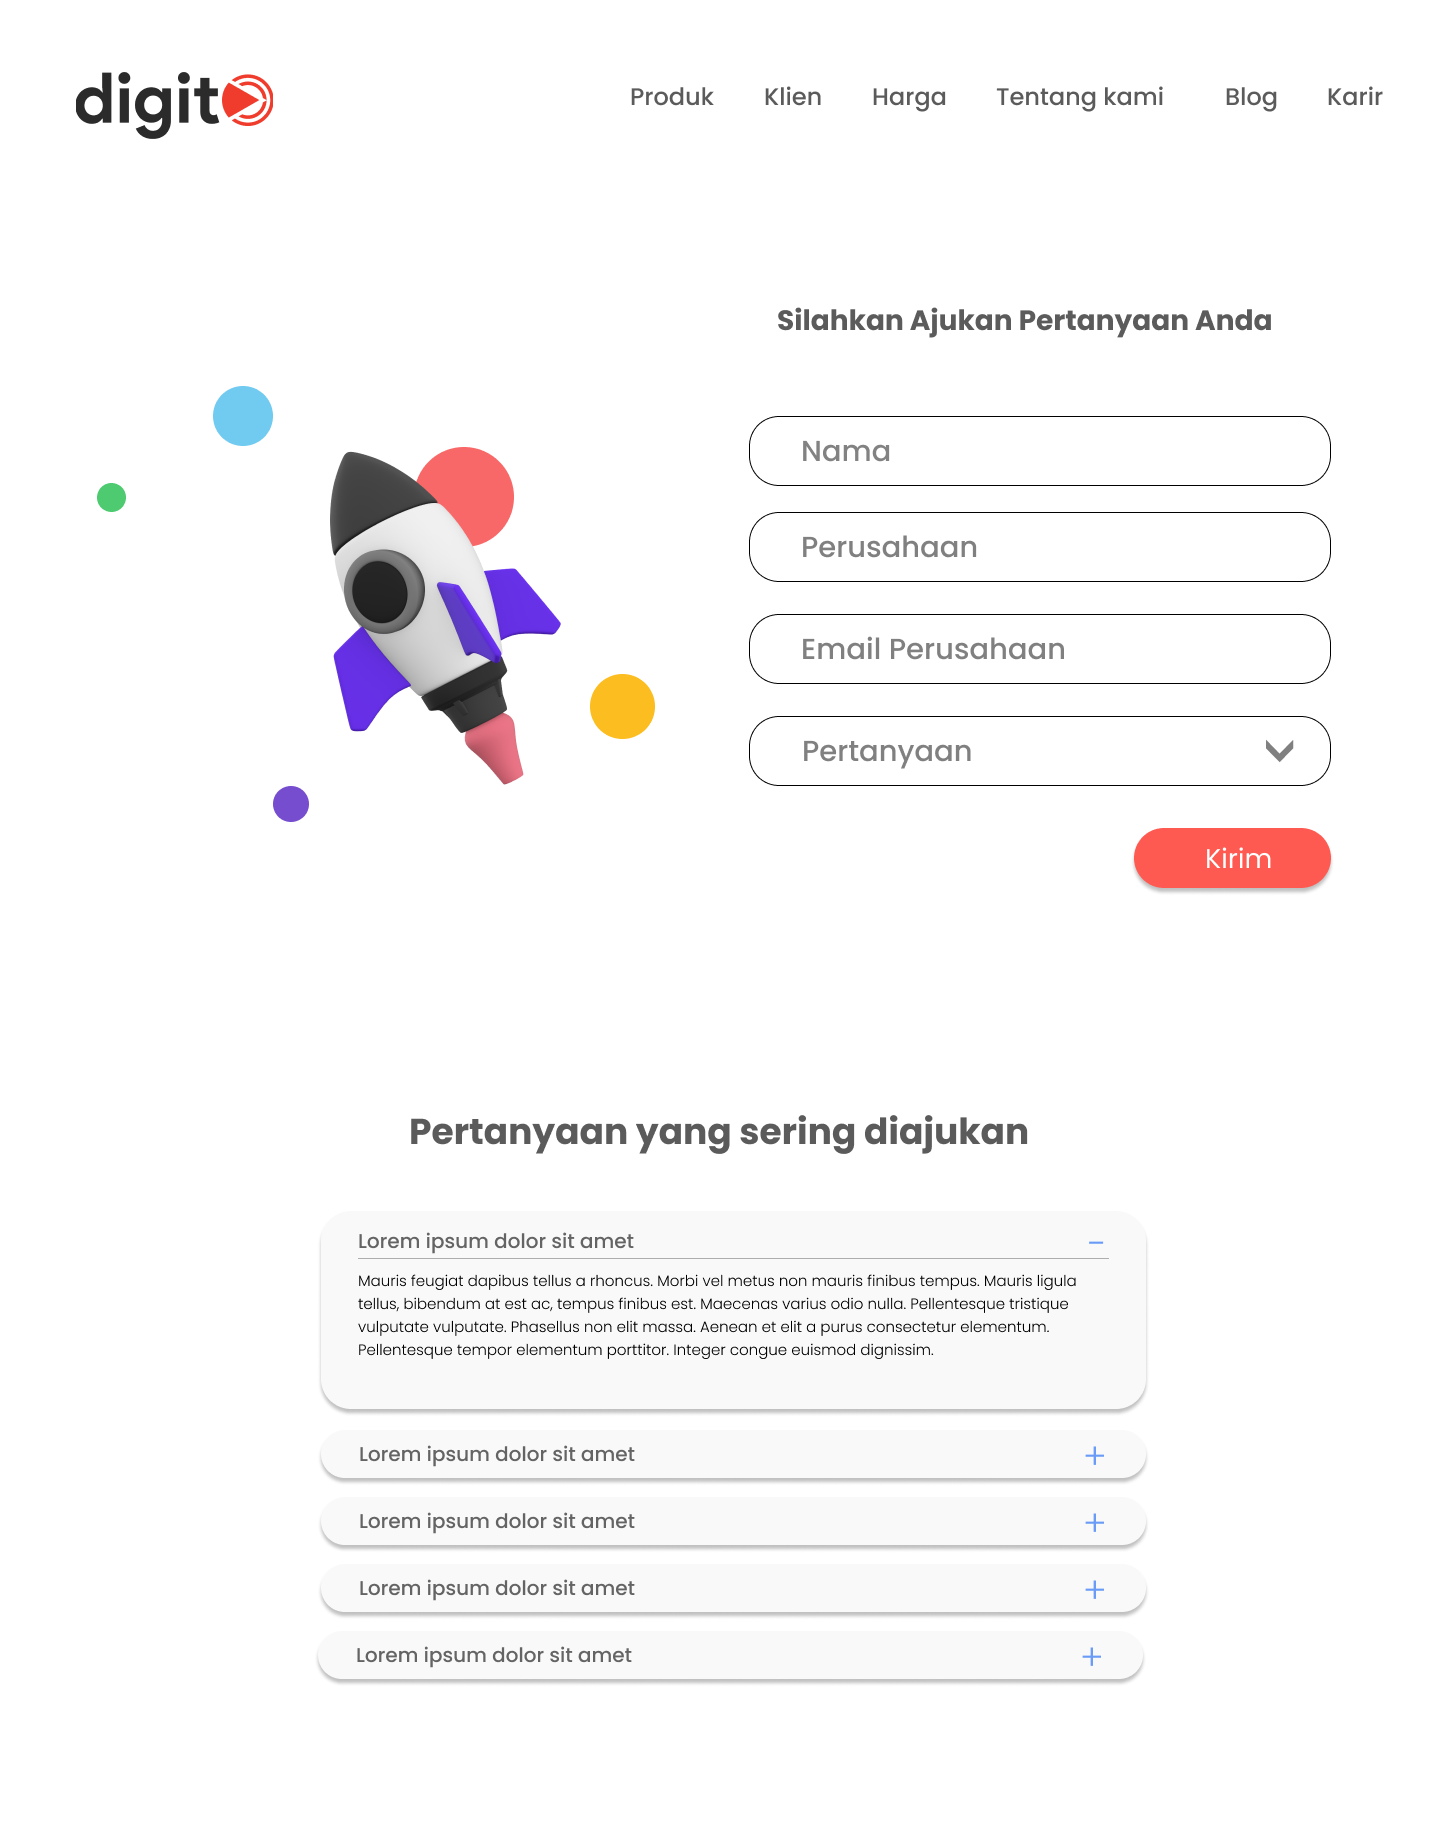 digit
Produk Klien Harga Tentang kami Blog Karir
Silahkan Ajukan Pertanyaan Anda
Nama
Perusahaan
Email Perusahaan
Pertanyaan
Kirim
Pertanyaan yang sering diajukan
Lorem ipsum dolor sit amet
Mauris feugiat dapibus tellus a rhoncus. Morbi vel metus non mauris finibus tempus. Mauris ligula
tellus, bibendum at est ac, tempus finibus est. Maecenas varius odio nulla. Pellentesque tristique
vulputate vulputate. Phasellus non elit massa. Aenean et elit a purus consectetur elementum.
Pellentesque tempor elementum porttitor. Integer congue euismod dignissim.
Lorem ipsum dolor sit amet
Lorem ipsum dolor sit amet
Lorem ipsum dolor sit amet
Lorem ipsum dolor sit amet